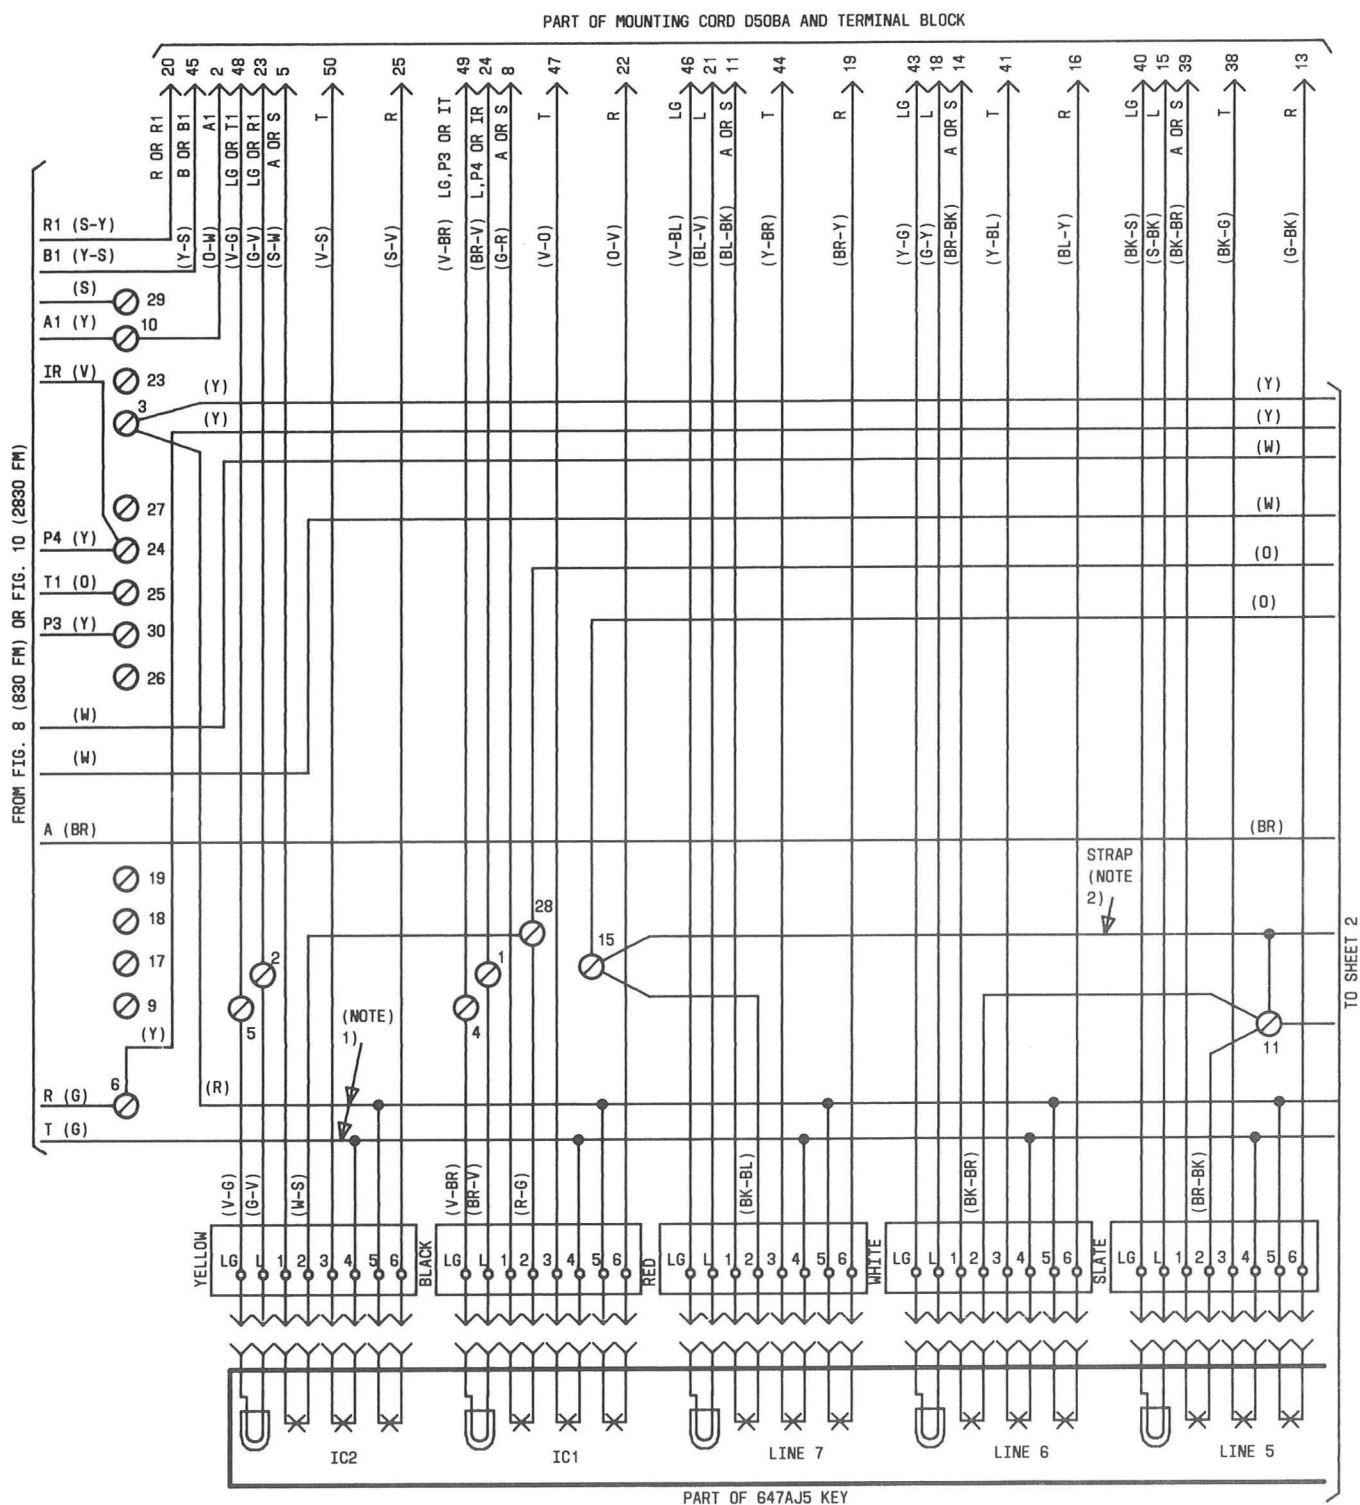 PART OF MOUNTING CORD D50BA AND TERMINAL BLOCK
20 45 2 48 23 5 50 25 49 24 8 47 22 46 21 11 44 19 43 18 14 41 16 40 15 39 38 13
R OR R1
B OR B1
A1
LG OR T1
LG OR R1
A OR S
T
R
LG,P3 OR IT
L,P4 OR IR
A OR S
T
R
LG
L
A OR S
T
R
LG
L
A OR S
T
R
LG
L
A OR S
T
R
(Y-S)
(O-W)
(V-G)
(G-V)
(S-W)
(V-S)
(S-V)
(V-BR)
(BR-V)
(G-R)
(V-O)
(O-V)
(V-BL)
(BL-V)
(BL-BK)
(Y-BR)
(BR-Y)
(Y-G)
(G-Y)
(BR-BK)
(Y-BL)
(BL-Y)
(BK-S)
(S-BK)
(BK-BR)
(BK-G)
(G-BK)
FROM FIG. 8 (830 FM) OR FIG. 10 (2830 FM)
R1 (S-Y)
B1 (Y-S)
(S)
29
A1 (Y)
10
IR (V)
23
(Y)
(Y)
3
(Y)
(Y)
(W)
27
(W)
P4 (Y)
24
(O)
T1 (O)
25
(O)
P3 (Y)
30
26
(W)
(W)
A (BR)
(BR)
STRAP
(NOTE
2)
19
18
17
9
28
15
2
1
5
4
11
(NOTE)
1)
(Y)
6
R (G)
(R)
T (G)
TO SHEET 2
(V-G)
(G-V)
(W-S)
(V-BR)
(BR-V)
(R-G)
(BK-BL)
(BK-BR)
(BR-BK)
YELLOW
LG L 1 2 3 4 5 6
BLACK
LG L 1 2 3 4 5 6
RED
LG L 1 2 3 4 5 6
WHITE
LG L 1 2 3 4 5 6
SLATE
LG L 1 2 3 4 5 6
IC2
IC1
LINE 7
LINE 6
LINE 5
PART OF 647AJ5 KEY